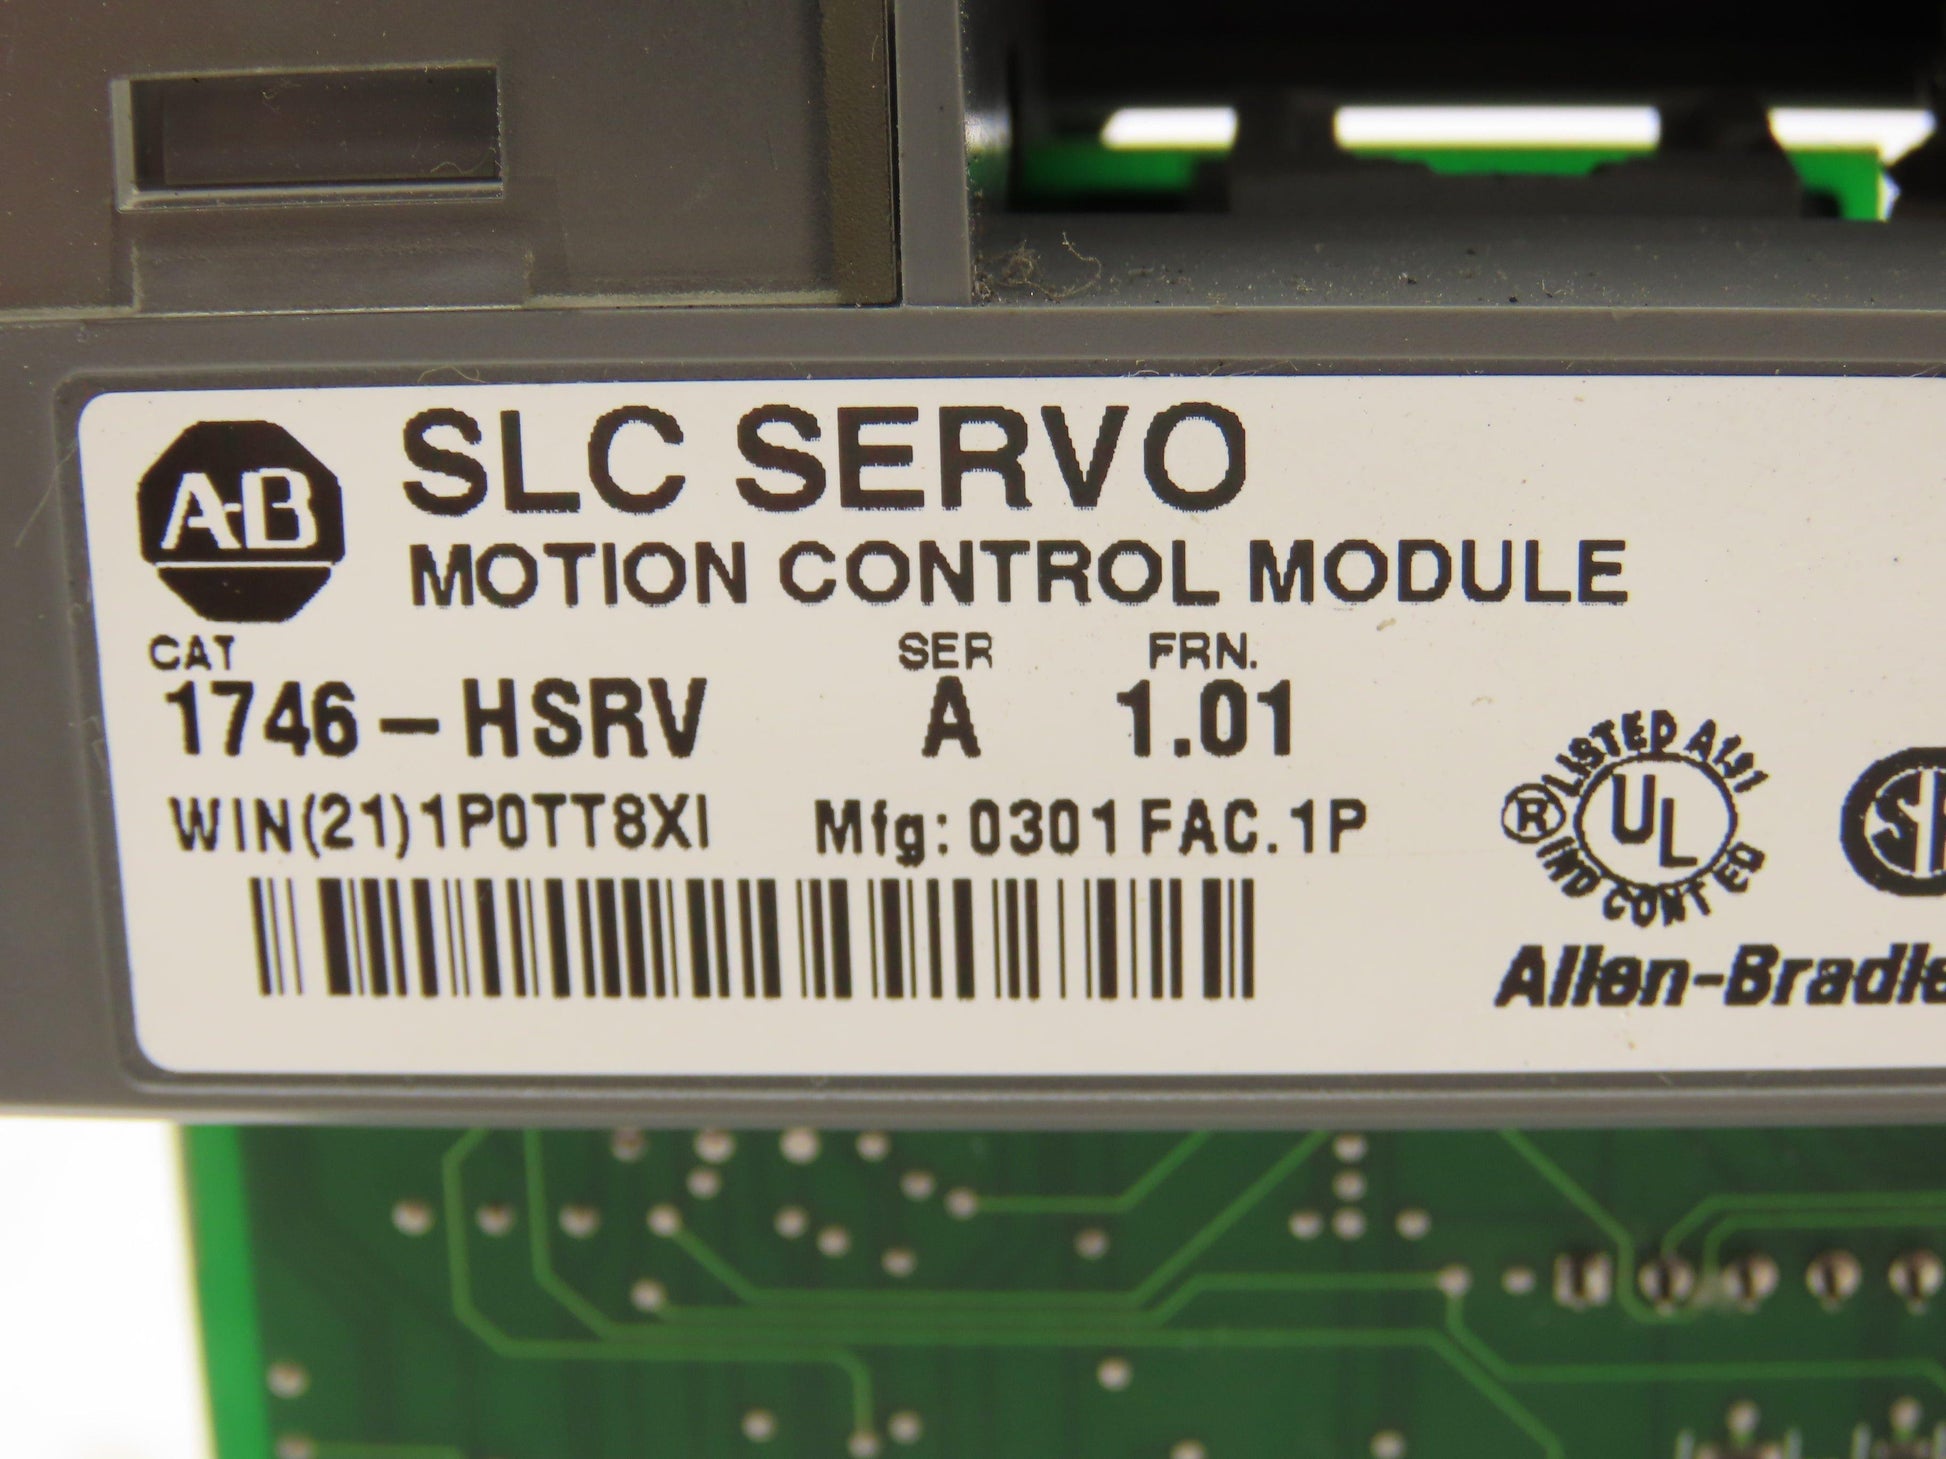 A-B
SLC SERVO
MOTION CONTROL MODULE
CAT SER FRN.
1746-HSRV A 1.01
WIN(21)1P0TT8XI Mfg: 0301 FAC. 1P
LISTED A191
® UL
IND CONT EQ
Allen-Bradle